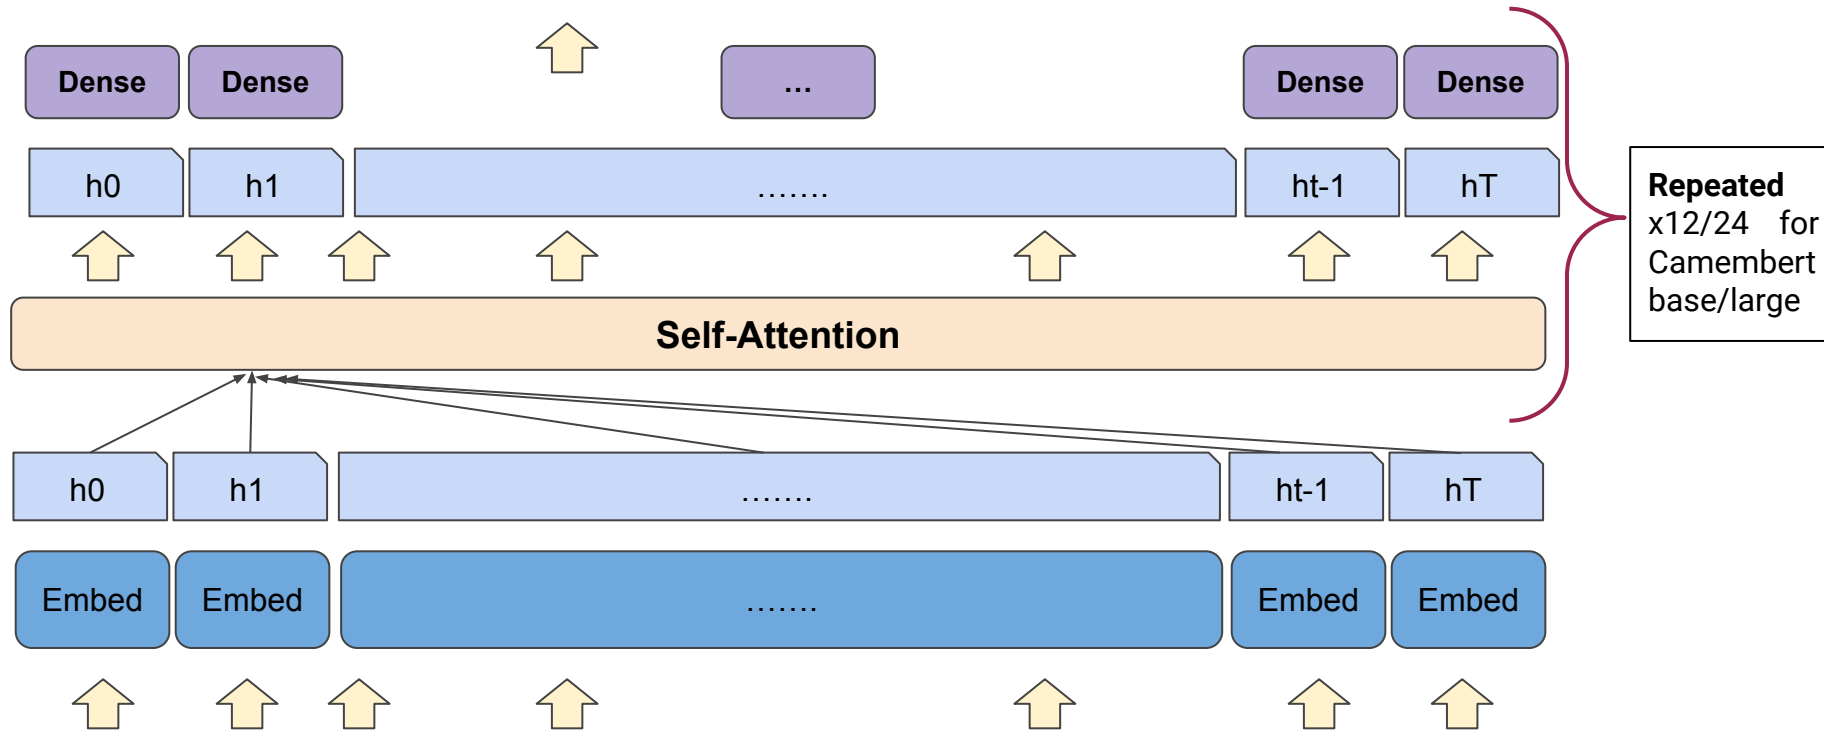 Dense Dense ... Dense Dense
h0 h1 ....... ht-1 hT
Repeated
x12/24 for
Camembert
base/large
Self-Attention
h0 h1 ....... ht-1 hT
Embed Embed ....... Embed Embed